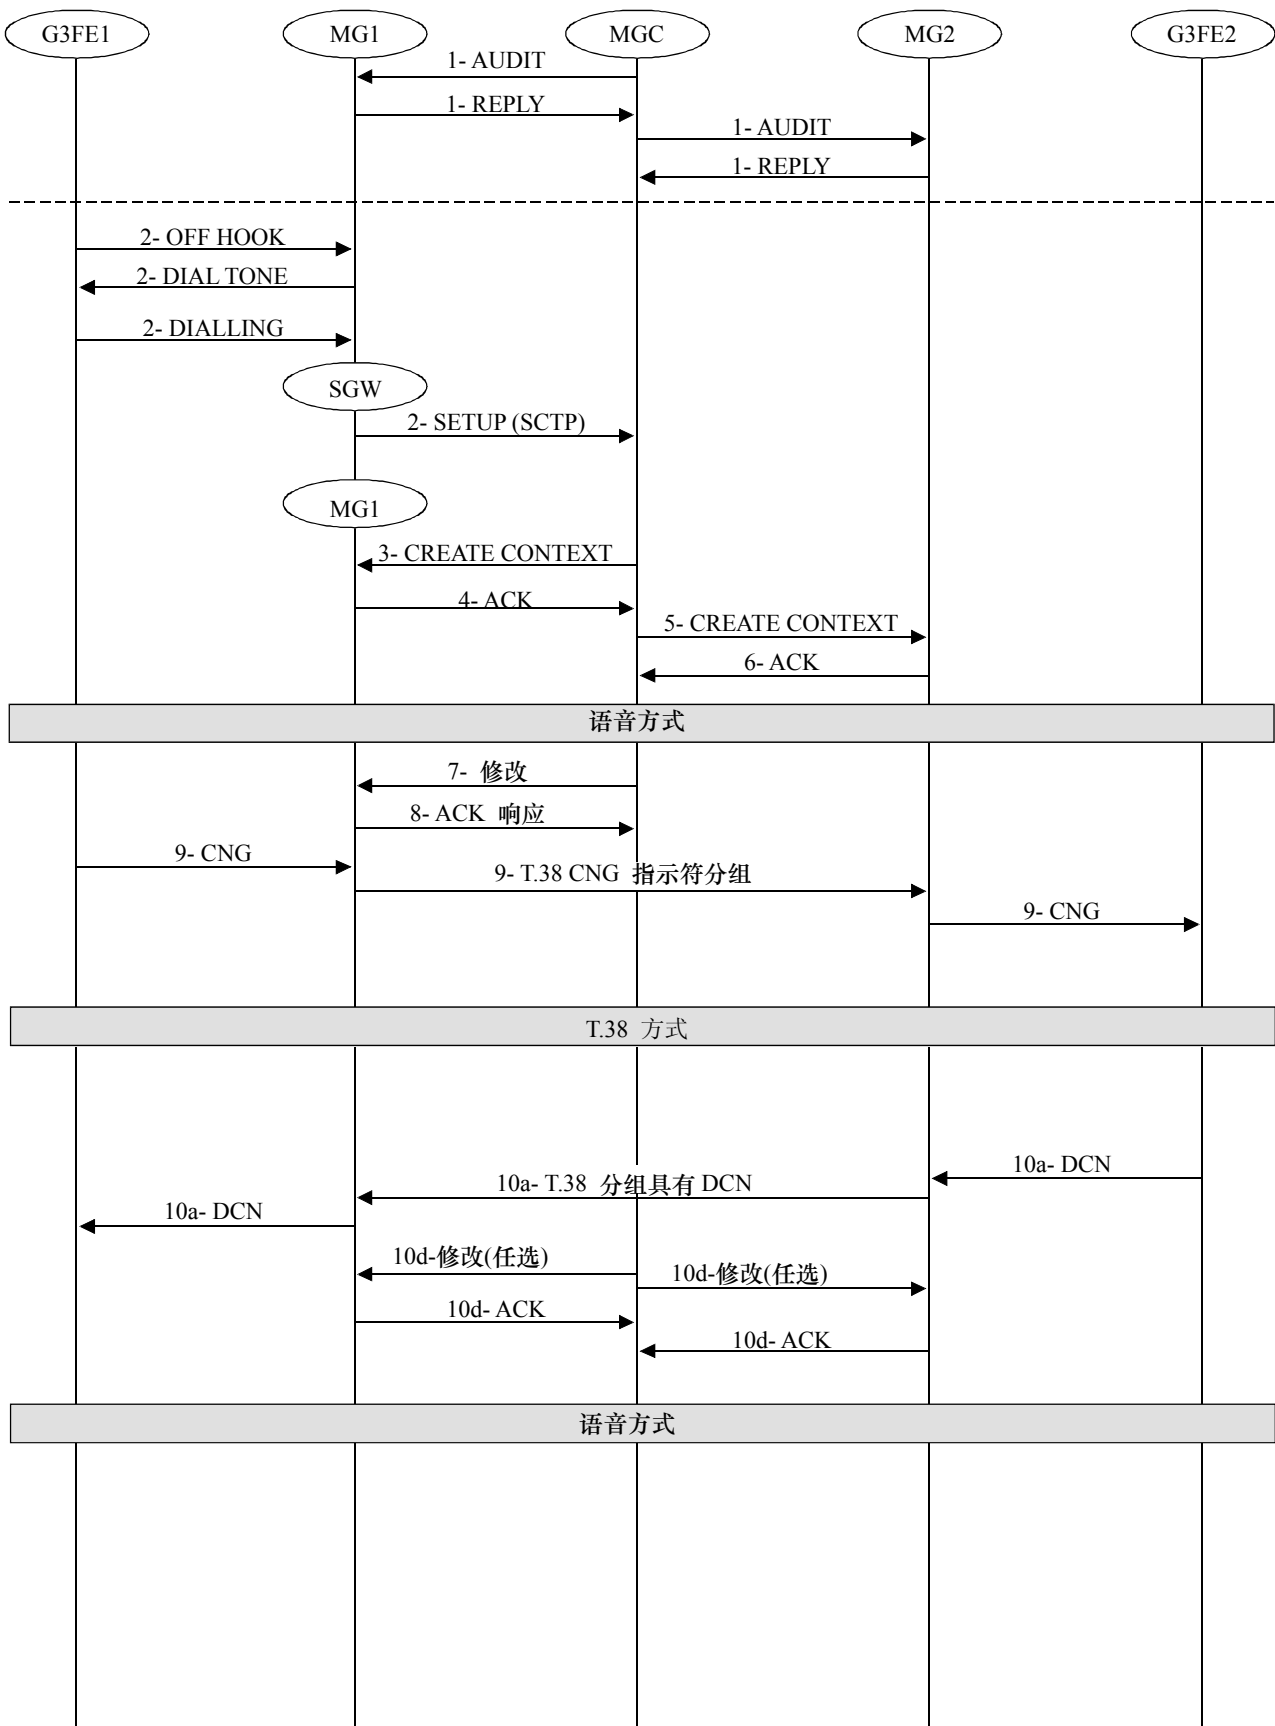 G3FE1 MG1 MGC MG2 G3FE2
1- AUDIT
1- REPLY
1- AUDIT
1- REPLY
2- OFF HOOK
2- DIAL TONE
2- DIALLING
SGW
2- SETUP (SCTP)
MG1
3- CREATE CONTEXT
4- ACK
5- CREATE CONTEXT
6- ACK
语音方式
7- 修改
8- ACK 响应
9- CNG
9- T.38 CNG 指示符分组
9- CNG
T.38 方式
10a- DCN
10a- T.38 分组具有 DCN
10a- DCN
10d-修改(任选)
10d-修改(任选)
10d- ACK
10d- ACK
语音方式